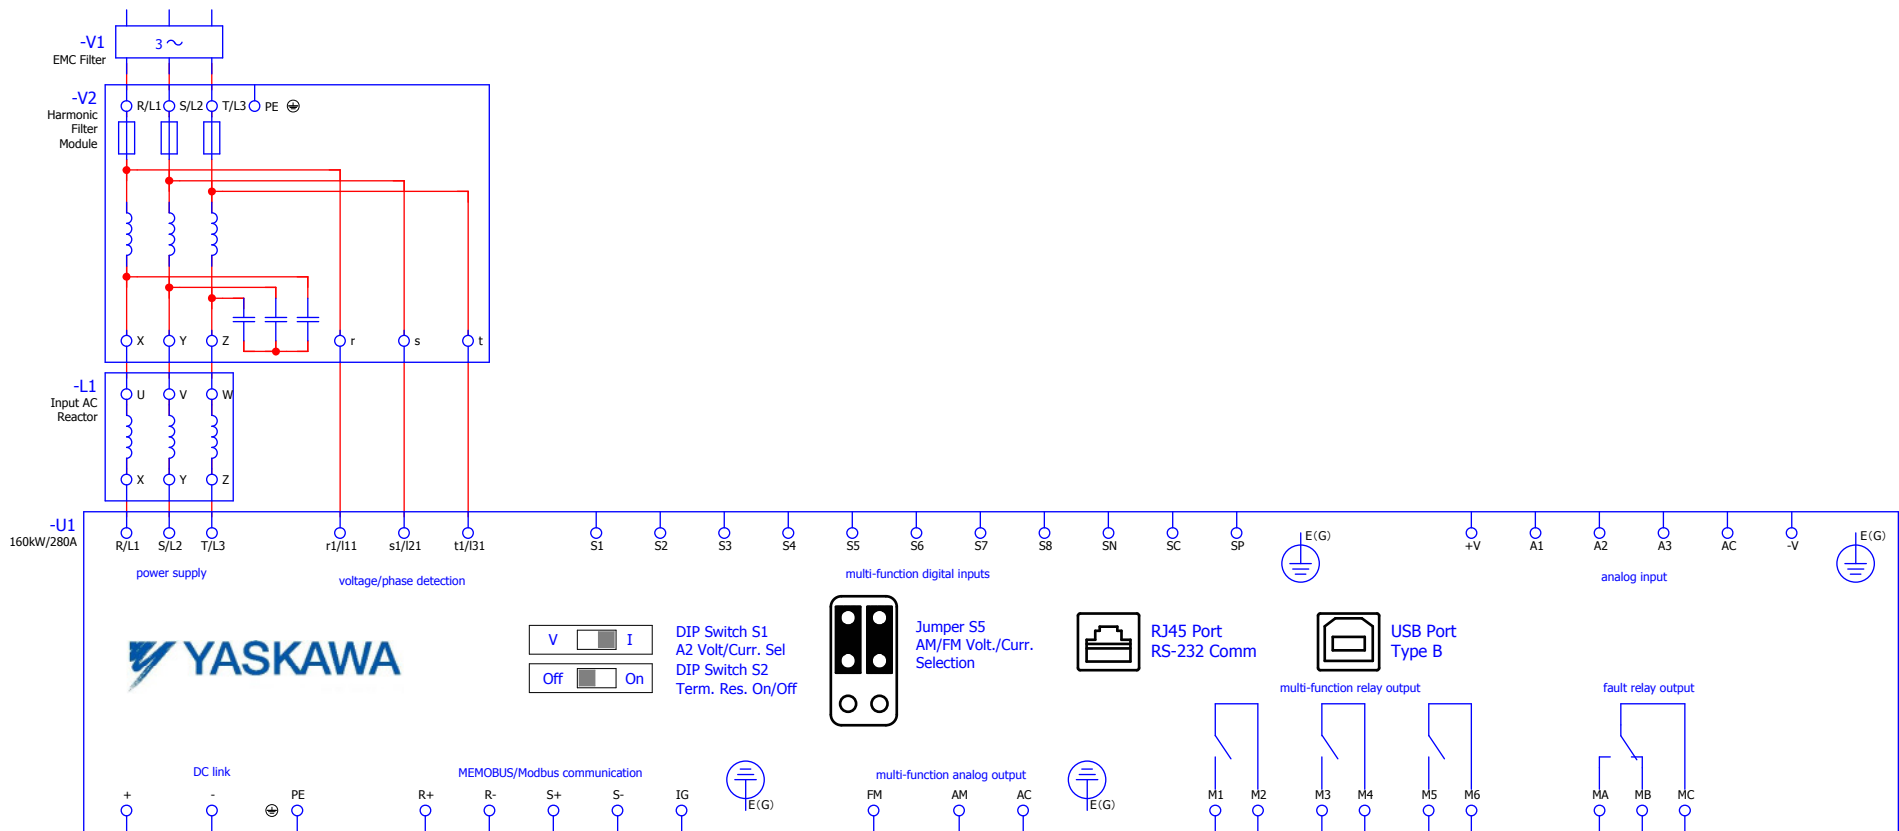 -V1
EMC Filter
3
-V2
Harmonic
Filter
Module
R/L1 S/L2 T/L3 PE
X Y Z r s t
-L1
Input AC
Reactor
U V W
X Y Z
-U1
160kW/280A
R/L1 S/L2 T/L3 r1/l11 s1/l21 t1/l31 S1 S2 S3 S4 S5 S6 S7 S8 SN SC SP E(G) +V A1 A2 A3 AC -V E(G)
power supply voltage/phase detection multi-function digital inputs analog input
YASKAWA
V I
Off On
DIP Switch S1
A2 Volt/Curr. Sel
DIP Switch S2
Term. Res. On/Off
Jumper S5
AM/FM Volt./Curr.
Selection
RJ45 Port
RS-232 Comm
USB Port
Type B
multi-function relay output fault relay output
DC link MEMOBUS/Modbus communication multi-function analog output
+ - PE R+ R- S+ S- IG E(G) FM AM AC E(G) M1 M2 M3 M4 M5 M6 MA MB MC